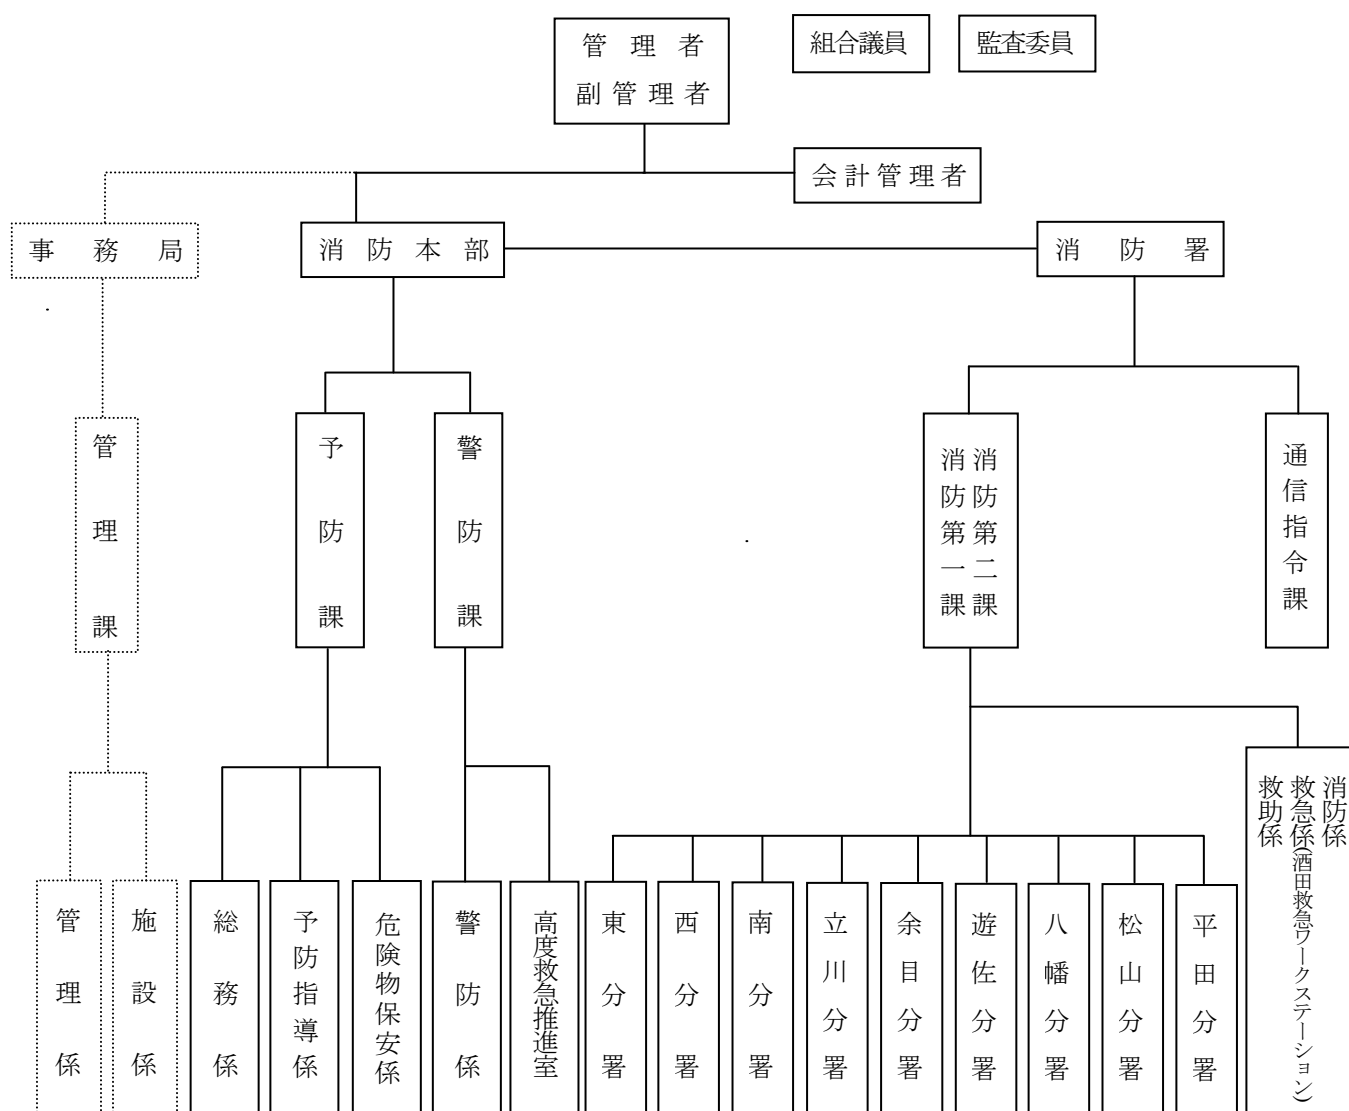 管理者
副管理者
組合議員
監査委員
会計管理者
事務局
消防本部
消防署
管理課
予防課
警防課
消防第二課
消防第一課
通信指令課
管理係
施設係
総務係
予防指導係
危険物保安係
警防係
高度救急推進室
東分署
西分署
南分署
立川分署
余目分署
遊佐分署
八幡分署
松山分署
平田分署
消防係
救急係(酒田救急ワークステーション)
救助係